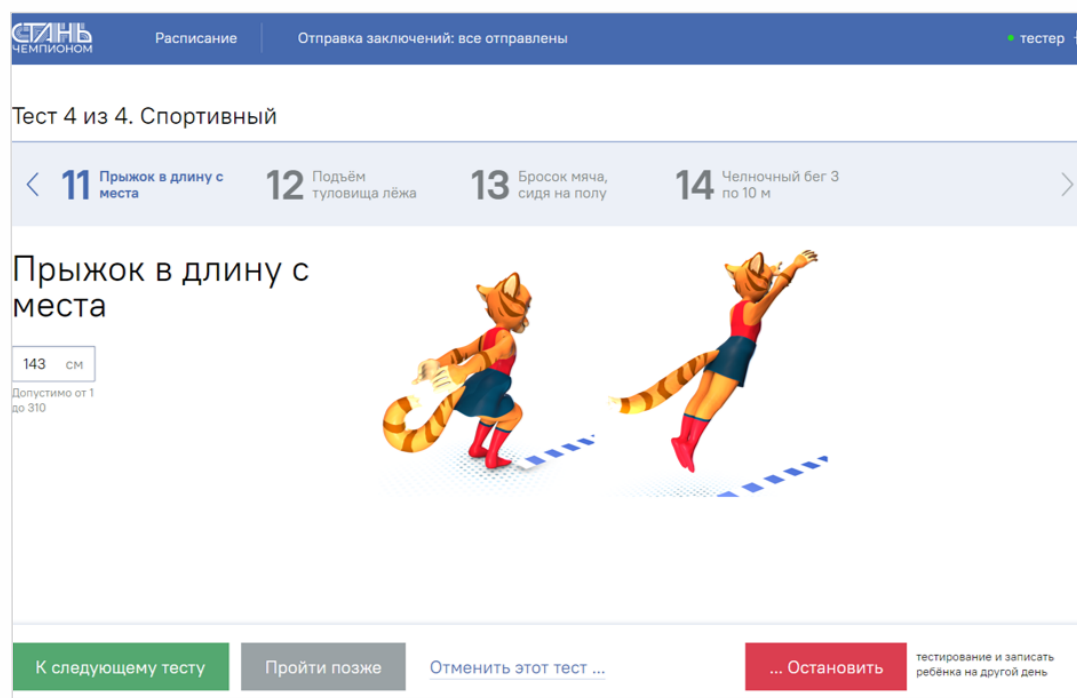 СТАНЬ
ЧЕМПИОНОМ
Расписание
Отправка заключений: все отправлены
тестер
Тест 4 из 4. Спортивный
11 Прыжок в длину с
места
12 Подъём
туловища лёжа
13 Бросок мяча,
сидя на полу
14 Челночный бег 3
по 10 м
Прыжок в длину с
места
143 см
Допустимо от 1
до 310
К следующему тесту
Пройти позже
Отменить этот тест ...
... Остановить
тестирование и записать
ребёнка на другой день